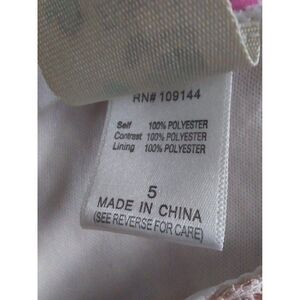 RN# 109144
Self 100% POLYESTER
Contrast 100% POLYESTER
Lining 100% POLYESTER
5
MADE IN CHINA
(SEE REVERSE FOR CARE)